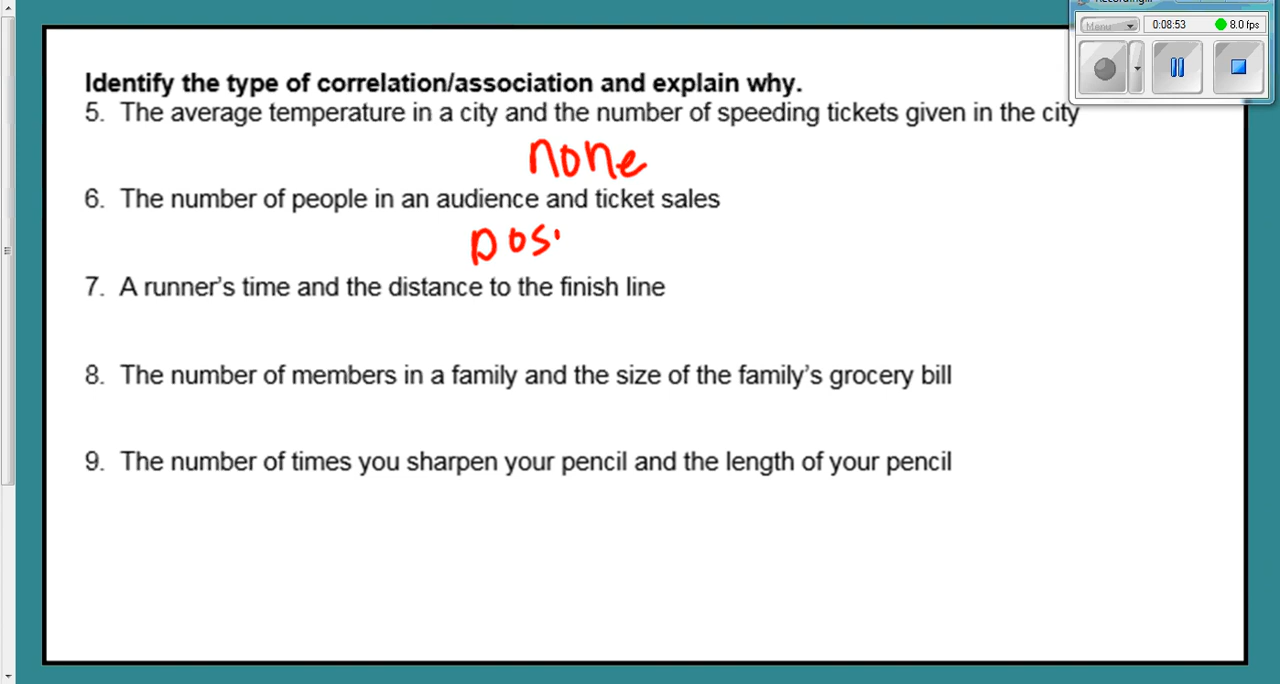 Menu
0:08:53
8.0 fps
Identify the type of correlation/association and explain why.
5. The average temperature in a city and the number of speeding tickets given in the city
none
6. The number of people in an audience and ticket sales
pos.
7. A runner's time and the distance to the finish line
8. The number of members in a family and the size of the family's grocery bill
9. The number of times you sharpen your pencil and the length of your pencil